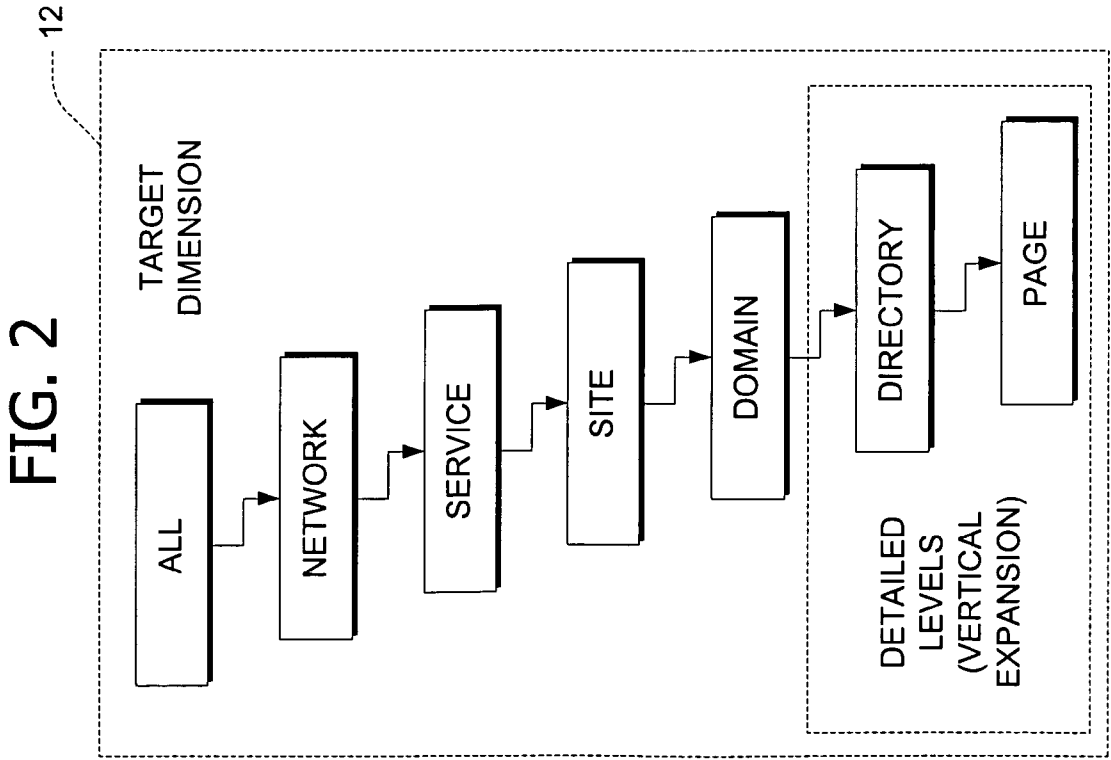 FIG. 2
12
TARGET
DIMENSION
ALL
NETWORK
SERVICE
SITE
DOMAIN
DIRECTORY
PAGE
DETAILED
LEVELS
(VERTICAL
EXPANSION)